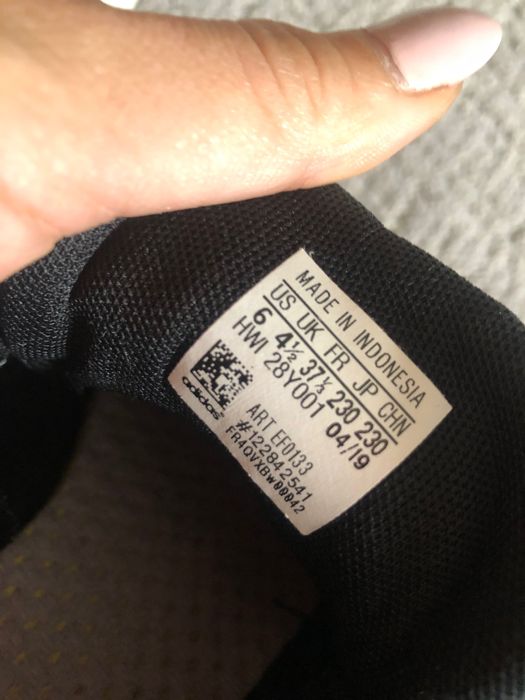 MADE IN INDONESIA
US UK FR JP CHN
6 4½ 37⅓ 230 230
HWI 28Y001 04/19
adidas
ART EF0133
#122842541
FR4QVXBW00042